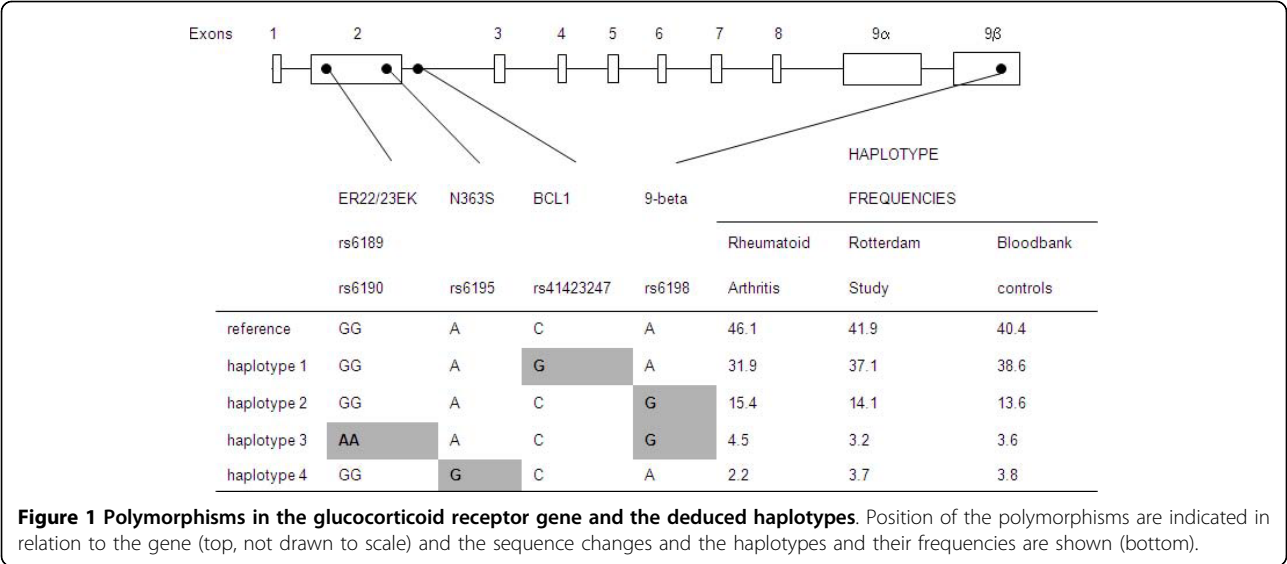 Exons 1 2 3 4 5 6 7 8 9α 9β
HAPLOTYPE
ER22/23EK N363S BCL1 9-beta FREQUENCIES
rs6189 Rheumatoid Rotterdam Bloodbank
rs6190 rs6195 rs41423247 rs6198 Arthritis Study controls
reference GG A C A 46.1 41.9 40.4
haplotype 1 GG A G A 31.9 37.1 38.6
haplotype 2 GG A C G 15.4 14.1 13.6
haplotype 3 AA A C G 4.5 3.2 3.6
haplotype 4 GG G C A 2.2 3.7 3.8
Figure 1 Polymorphisms in the glucocorticoid receptor gene and the deduced haplotypes. Position of the polymorphisms are indicated in
relation to the gene (top, not drawn to scale) and the sequence changes and the haplotypes and their frequencies are shown (bottom).